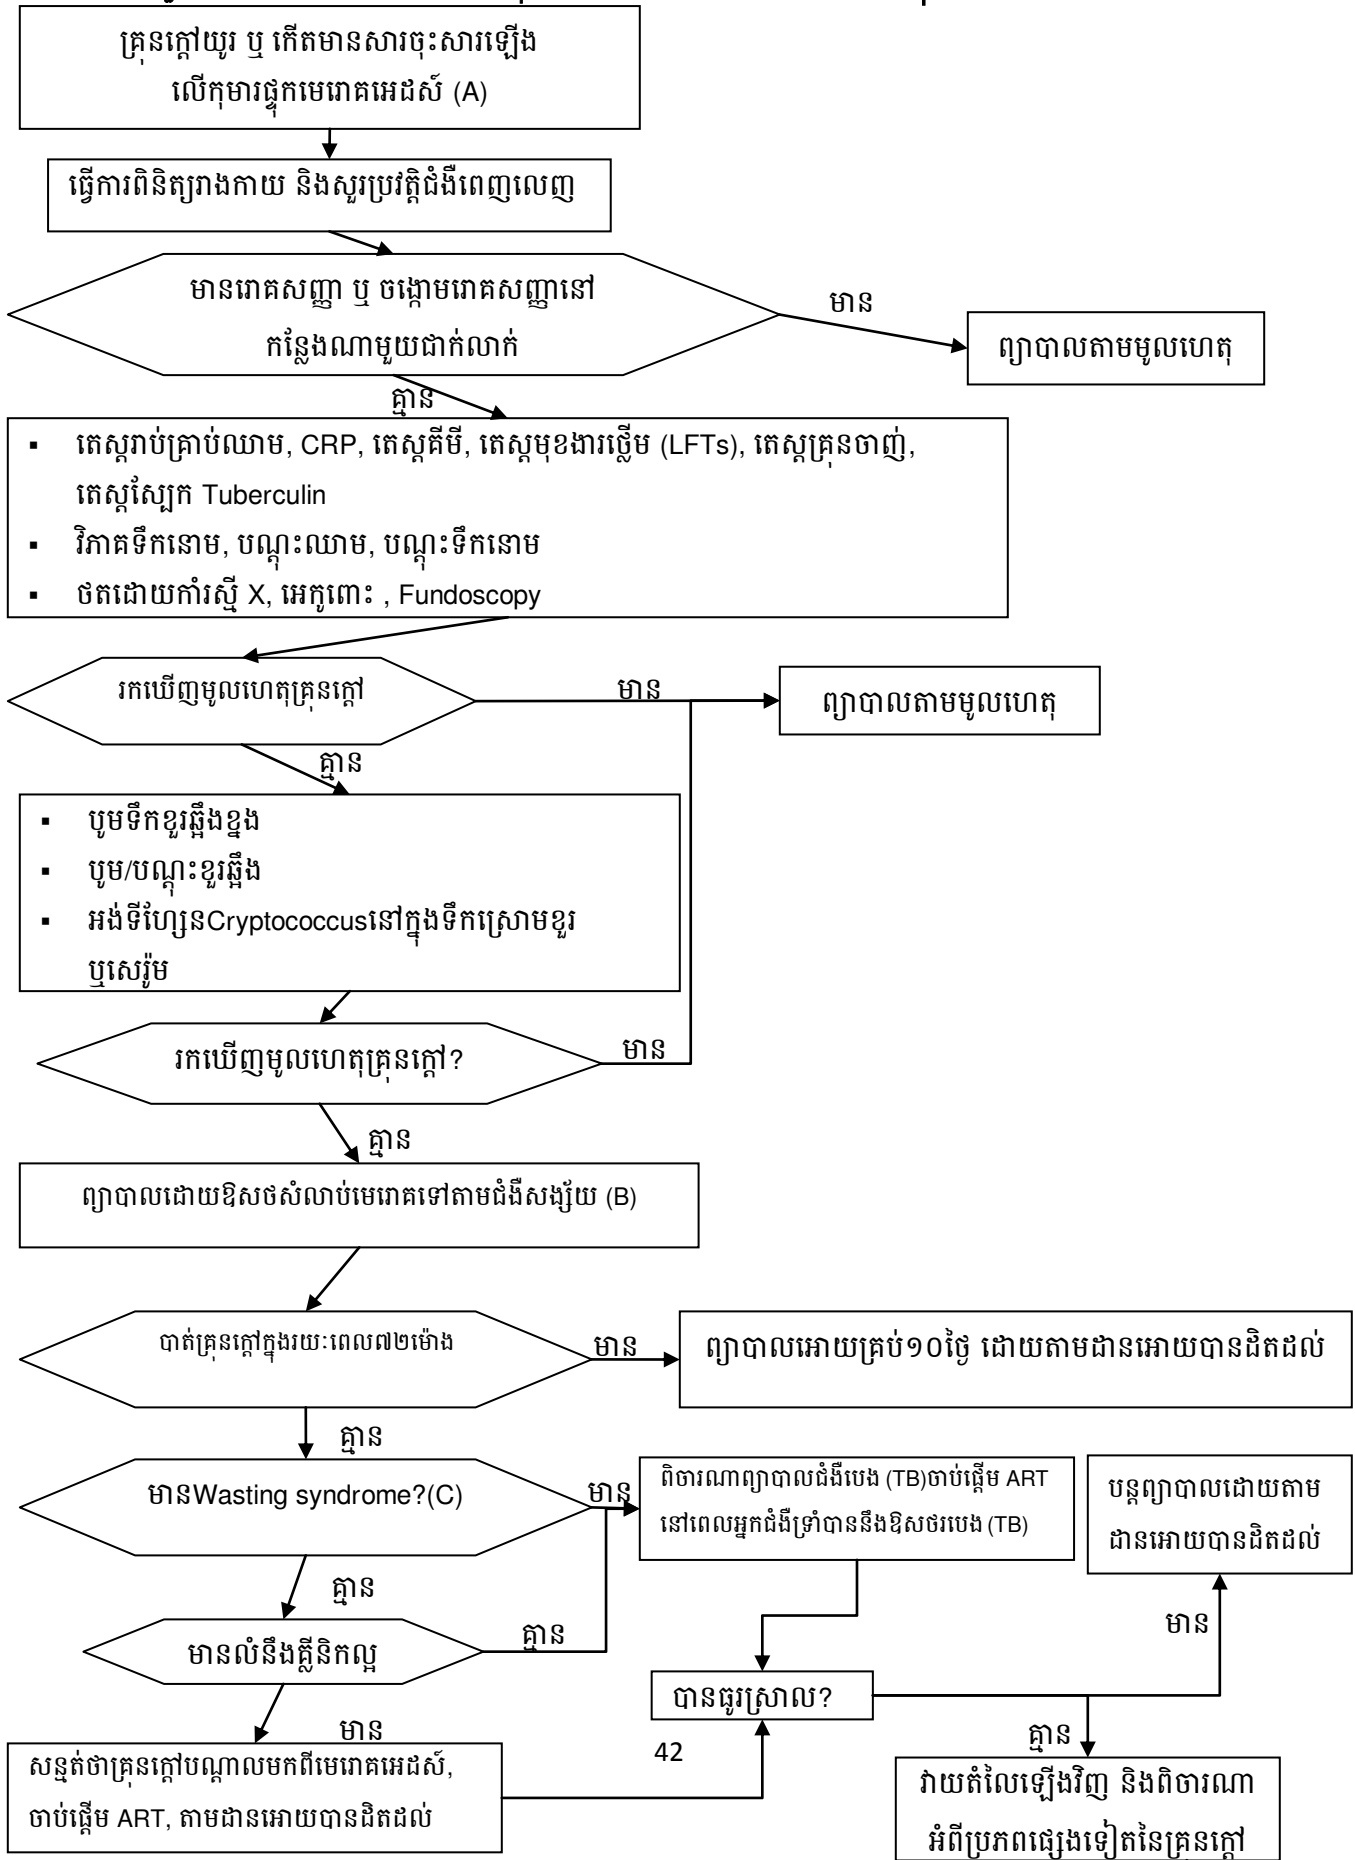 គ្រុនក្តៅយូរ ឬ កើតមានសារចុះសារឡើង
លើកុមារផ្ទុកមេរោគអេដស៍ (A)
ធ្វើការពិនិត្យរាងកាយ និងសួរប្រវត្តិជំងឺពេញលេញ
មានរោគសញ្ញា ឬ ចង្កោមរោគសញ្ញានៅ
កន្លែងណាមួយជាក់លាក់
មាន
ព្យាបាលតាមមូលហេតុ
គ្មាន
▪ តេស្តរាប់គ្រាប់ឈាម, CRP, តេស្តគីមី, តេស្តមុខងារថ្លើម (LFTs), តេស្តគ្រុនចាញ់,
តេស្តស្បែក Tuberculin
▪ វិភាគទឹកនោម, បណ្តុះឈាម, បណ្តុះទឹកនោម
▪ ថតដោយកាំរស្មី X, អេកូពោះ , Fundoscopy
រកឃើញមូលហេតុគ្រុនក្តៅ
មាន
ព្យាបាលតាមមូលហេតុ
គ្មាន
▪ បូមទឹកខួរឆ្អឹងខ្នង
▪ បូម/បណ្តុះខួរឆ្អឹង
▪ អង់ទីហ្សែនCryptococcusនៅក្នុងទឹកស្រោមខួរ
ឬសេរ៉ូម
រកឃើញមូលហេតុគ្រុនក្តៅ?
មាន
គ្មាន
ព្យាបាលដោយឱសថសំលាប់មេរោគទៅតាមជំងឺសង្ស័យ (B)
បាត់គ្រុនក្តៅក្នុងរយៈពេល៧២ម៉ោង
មាន
ព្យាបាលអោយគ្រប់១០ថ្ងៃ ដោយតាមដានអោយបានដិតដល់
គ្មាន
មានWasting syndrome?(C)
មាន
ពិចារណាព្យាបាលជំងឺបេង (TB)ចាប់ផ្តើម ART
នៅពេលអ្នកជំងឺទ្រាំបាននឹងឱសថរបេង (TB)
បន្តព្យាបាលដោយតាម
ដានអោយបានដិតដល់
គ្មាន
មានលំនឹងគ្លីនិកល្អ
គ្មាន
មាន
បានធូរស្រាល?
មាន
គ្មាន
សន្មត់ថាគ្រុនក្តៅបណ្តាលមកពីមេរោគអេដស៍,
ចាប់ផ្តើម ART, តាមដានអោយបានដិតដល់
42
វាយតំលៃឡើងវិញ និងពិចារណា
អំពីប្រភពផ្សេងទៀតនៃគ្រុនក្តៅ